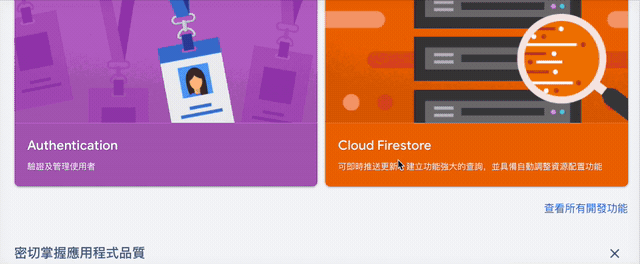 Authentication
驗證及管理使用者
Cloud Firestore
可即時推送更新、建立功能強大的查詢，並具備自動調整資源配置功能
查看所有開發功能
密切掌握應用程式品質